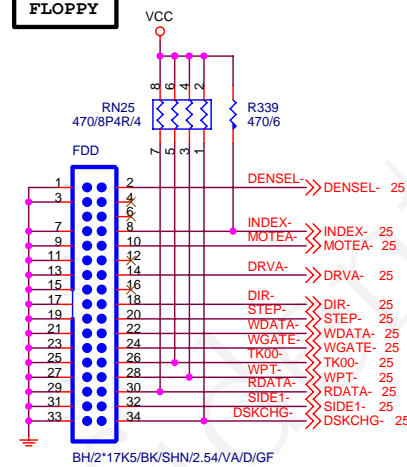 FLOPPY
VCC
8 6 4 2
RN25
470/8P4R/4
R339
470/6
7 5 3 1
FDD
1 2 DENSEL- DENSEL- 25
3 4
6
7 8 INDEX- INDEX- 25
9 10 MOTEA- MOTEA- 25
11 12
13 14 DRVA- DRVA- 25
15 16
17 18 DIR- DIR- 25
19 20 STEP- STEP- 25
21 22 WDATA- WDATA- 25
23 24 WGATE- WGATE- 25
25 26 TK00- TK00- 25
27 28 WPT- WPT- 25
29 30 RDATA- RDATA- 25
31 32 SIDE1- SIDE1- 25
33 34 DSKCHG- DSKCHG- 25
BH/2*17K5/BK/SHN/2.54/VA/D/GF